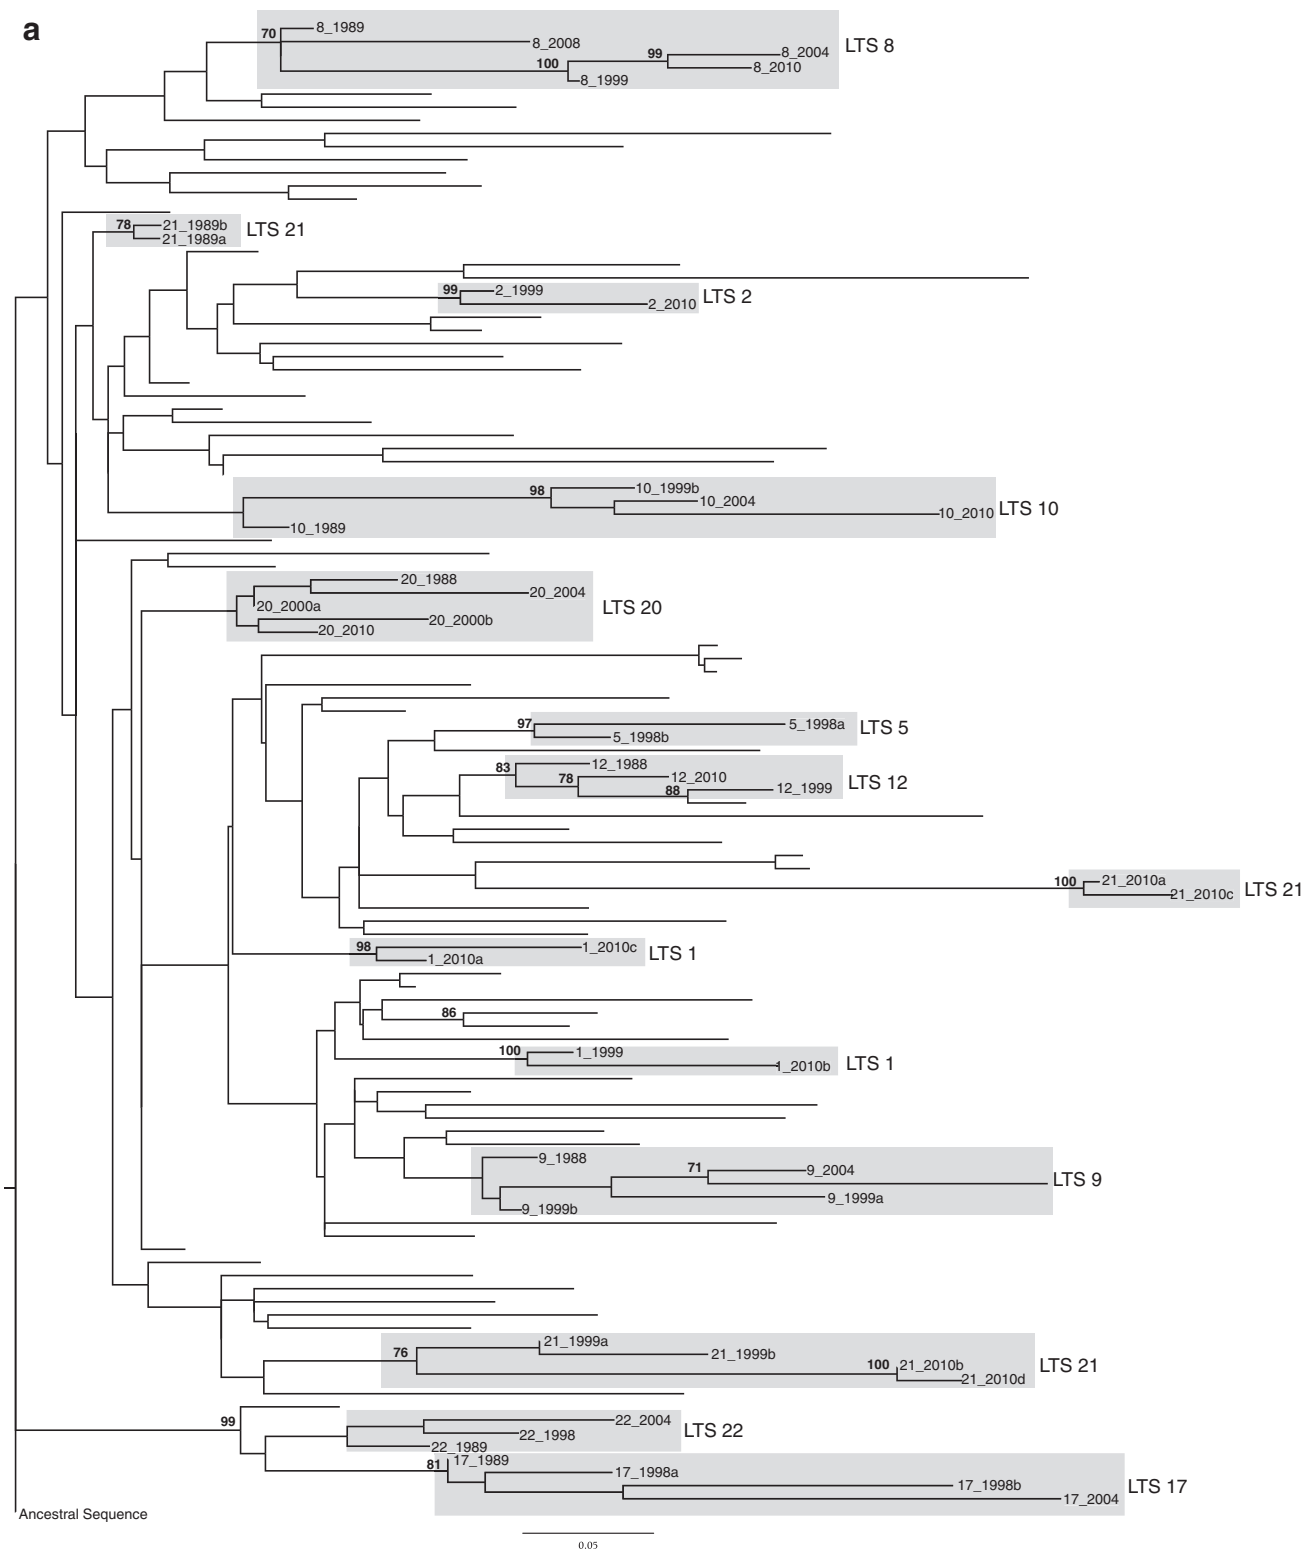 a
8_1989
70
8_2008
LTS 8
99
8_2004
100
8_2010
8_1999
78
21_1989b
LTS 21
21_1989a
99
2_1999
LTS 2
2_2010
98
10_1999b
10_2004
10_2010
LTS 10
10_1989
20_1988
20_2004
20_2000a
LTS 20
20_2000b
20_2010
97
5_1998a
LTS 5
5_1998b
83
12_1988
78
12_2010
LTS 12
88
12_1999
100
21_2010a
LTS 21
21_2010c
98
1_2010c
LTS 1
1_2010a
86
100
1_1999
LTS 1
1_2010b
9_1988
71
9_2004
LTS 9
9_1999a
9_1999b
21_1999a
76
21_1999b
100
21_2010b
LTS 21
21_2010d
99
22_2004
LTS 22
22_1998
22_1989
81
17_1989
17_1998a
17_1998b
LTS 17
17_2004
Ancestral Sequence
0.05